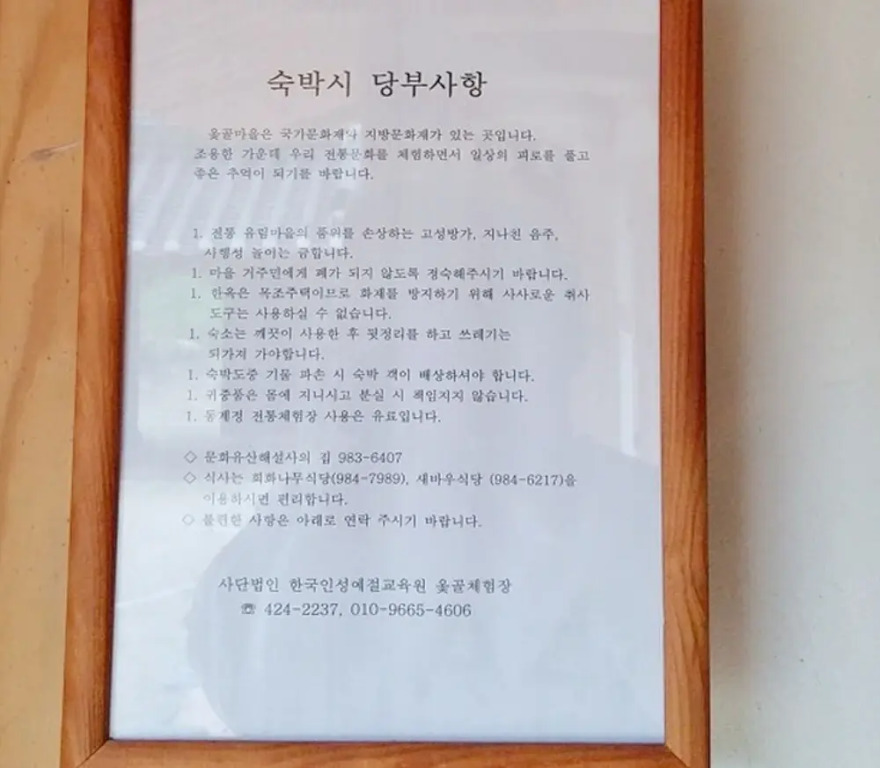 숙박시 당부사항
옻골마을은 국가문화재와 지방문화재가 있는 곳입니다.
조용한 가운데 우리 전통문화를 체험하면서 일상의 피로를 풀고
좋은 추억이 되기를 바랍니다.
1. 전통 유림마을의 품위를 손상하는 고성방가, 지나친 음주,
사행성 놀이는 금합니다.
1. 마을 거주민에게 폐가 되지 않도록 정숙해주시기 바랍니다.
1. 한옥은 목조주택이므로 화재를 방지하기 위해 사사로운 취사
도구는 사용하실 수 없습니다.
1. 숙소는 깨끗이 사용한 후 뒷정리를 하고 쓰레기는
되가져 가야합니다.
1. 숙박도중 기물 파손 시 숙박 객이 배상하셔야 합니다.
1. 귀중품은 몸에 지니시고 분실 시 책임지지 않습니다.
1. 동계정 전통체험장 사용은 유료입니다.
◇ 문화유산해설사의 집 983-6407
◇ 식사는 회화나무식당(984-7989), 새바우식당 (984-6217)을
이용하시면 편리합니다.
◇ 불편한 사항은 아래로 연락 주시기 바랍니다.
사단법인 한국인성예절교육원 옻골체험장
☏ 424-2237, 010-9665-4606